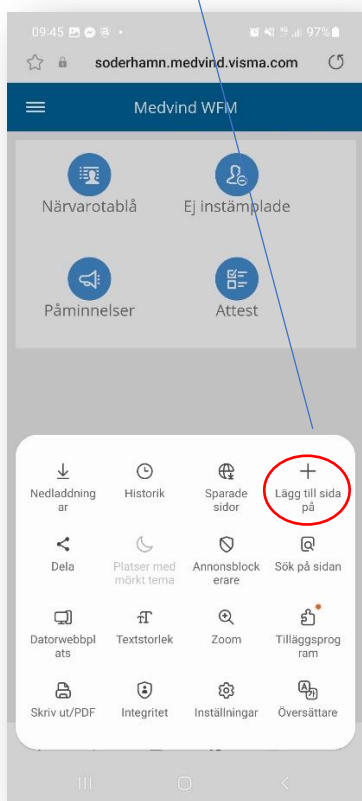 09:45 97%
soderhamn.medvind.visma.com
Medvind WFM
Närvarotablå Ej instämplade
Påminnelser Attest
Nedladdning
ar
Historik
Sparade
sidor
Lägg till sida
på
Dela
Platser med
mörkt tema
Annonsblock
erare
Sök på sidan
Datorwebbpl
ats
Textstorlek
Zoom
Tilläggsprog
ram
Skriv ut/PDF
Integritet
Inställningar
Översättare